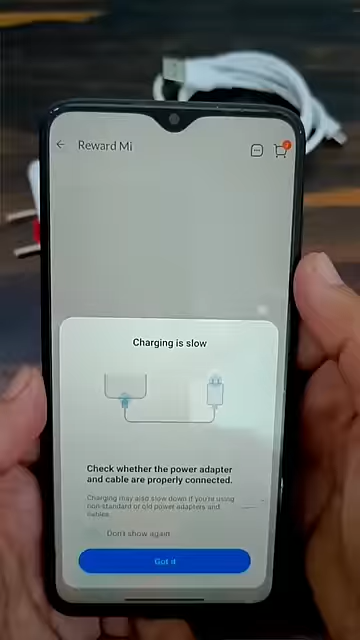 Reward Mi
Charging is slow
Check whether the power adapter
and cable are properly connected.
Charging may also slow down if you're using
non-standard or old power adapters and
cables.
Don't show again
Got it